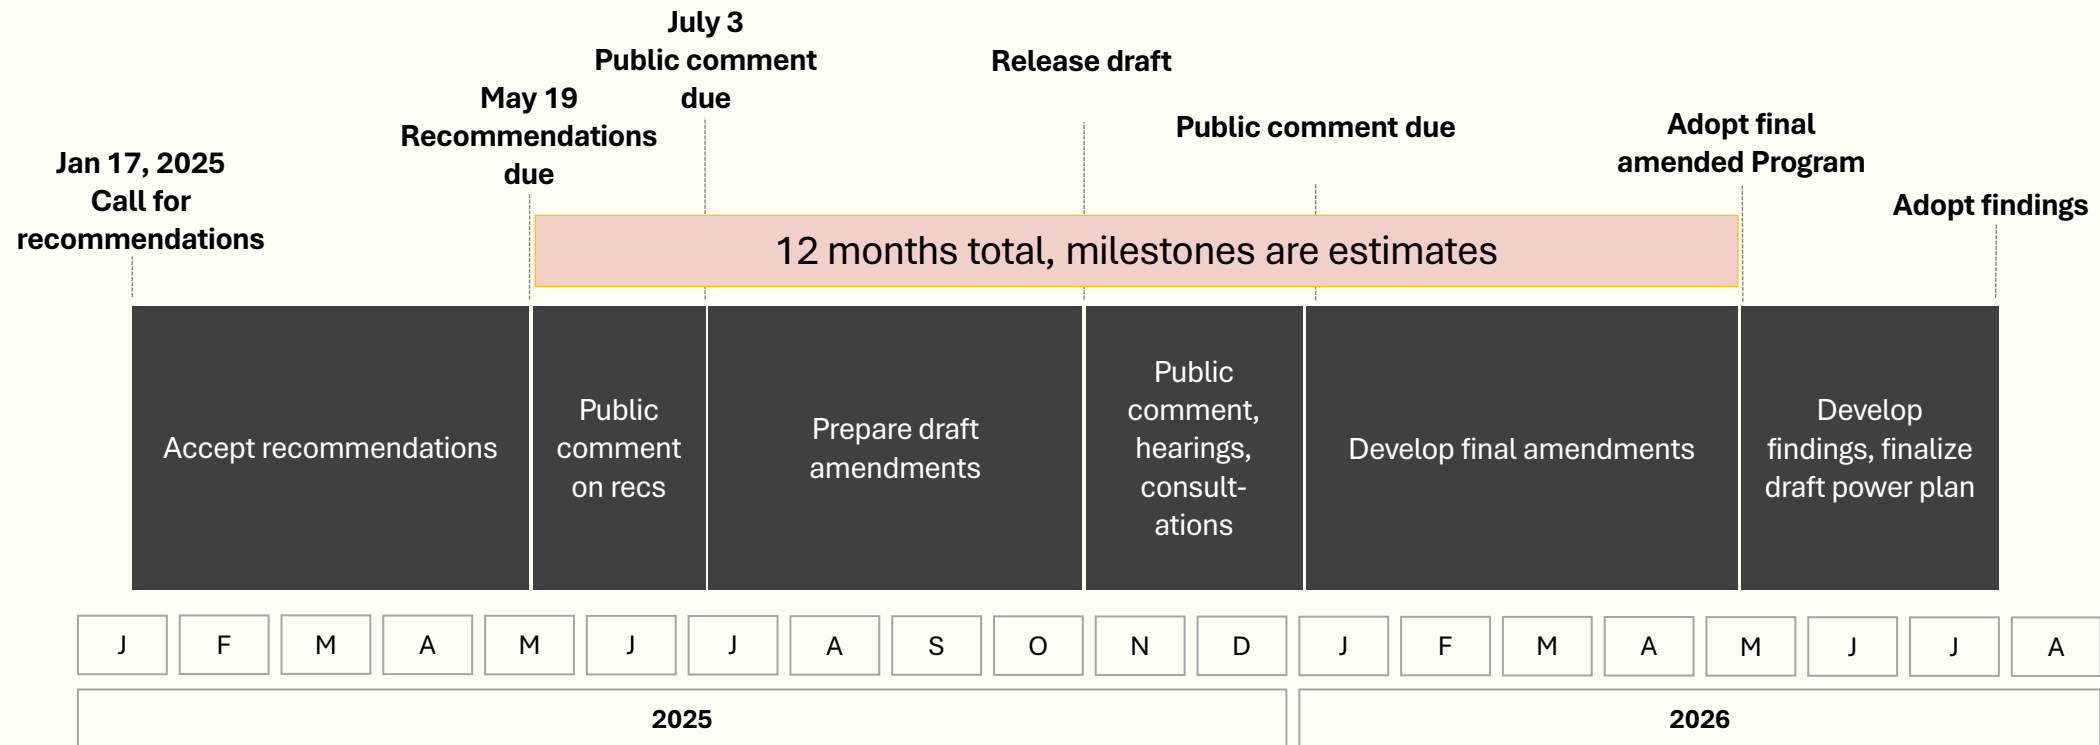 Jan 17, 2025
Call for
recommendations
May 19
Recommendations
due
July 3
Public comment
due
Release draft
Public comment due
Adopt final
amended Program
Adopt findings
12 months total, milestones are estimates
Accept recommendations
Public
comment
on recs
Prepare draft
amendments
Public
comment,
hearings,
consult-
ations
Develop final amendments
Develop
findings, finalize
draft power plan
J F M A M J J A S O N D J F M A M J J A
2025 2026